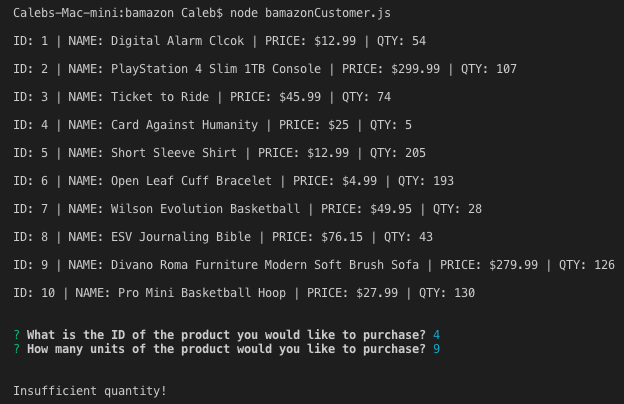 Calebs-Mac-mini:bamazon Caleb$ node bamazonCustomer.js
ID: 1 | NAME: Digital Alarm Clcok | PRICE: $12.99 | QTY: 54
ID: 2 | NAME: PlayStation 4 Slim 1TB Console | PRICE: $299.99 | QTY: 107
ID: 3 | NAME: Ticket to Ride | PRICE: $45.99 | QTY: 74
ID: 4 | NAME: Card Against Humanity | PRICE: $25 | QTY: 5
ID: 5 | NAME: Short Sleeve Shirt | PRICE: $12.99 | QTY: 205
ID: 6 | NAME: Open Leaf Cuff Bracelet | PRICE: $4.99 | QTY: 193
ID: 7 | NAME: Wilson Evolution Basketball | PRICE: $49.95 | QTY: 28
ID: 8 | NAME: ESV Journaling Bible | PRICE: $76.15 | QTY: 43
ID: 9 | NAME: Divano Roma Furniture Modern Soft Brush Sofa | PRICE: $279.99 | QTY: 126
ID: 10 | NAME: Pro Mini Basketball Hoop | PRICE: $27.99 | QTY: 130
? What is the ID of the product you would like to purchase? 4
? How many units of the product would you like to purchase? 9
Insufficient quantity!